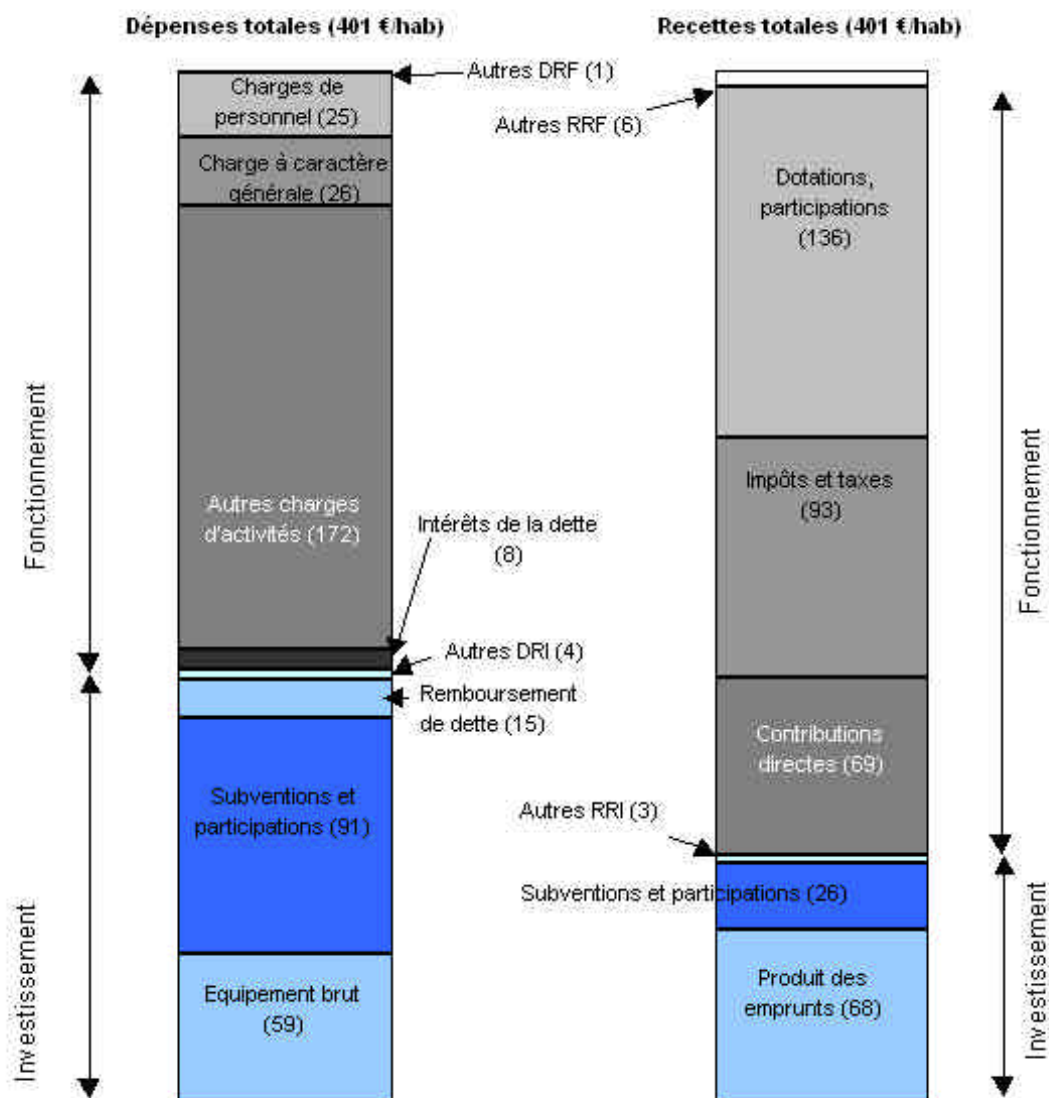 Dépenses totales (401 €/hab)
Recettes totales (401 €/hab)
Autres DRF (1)
Charges de
personnel (25)
Charge à caractère
générale (26)
Autres charges
d'activités (172)
Intérêts de la dette
(8)
Autres DRI (4)
Remboursement
de dette (15)
Subventions et
participations (91)
Equipement brut
(59)
Fonctionnement
Investissement
Autres RRF (6)
Dotations,
participations
(136)
Impôts et taxes
(93)
Contributions
directes (69)
Autres RRI (3)
Subventions et participations (26)
Produit des
emprunts (68)
Fonctionnement
Investissement